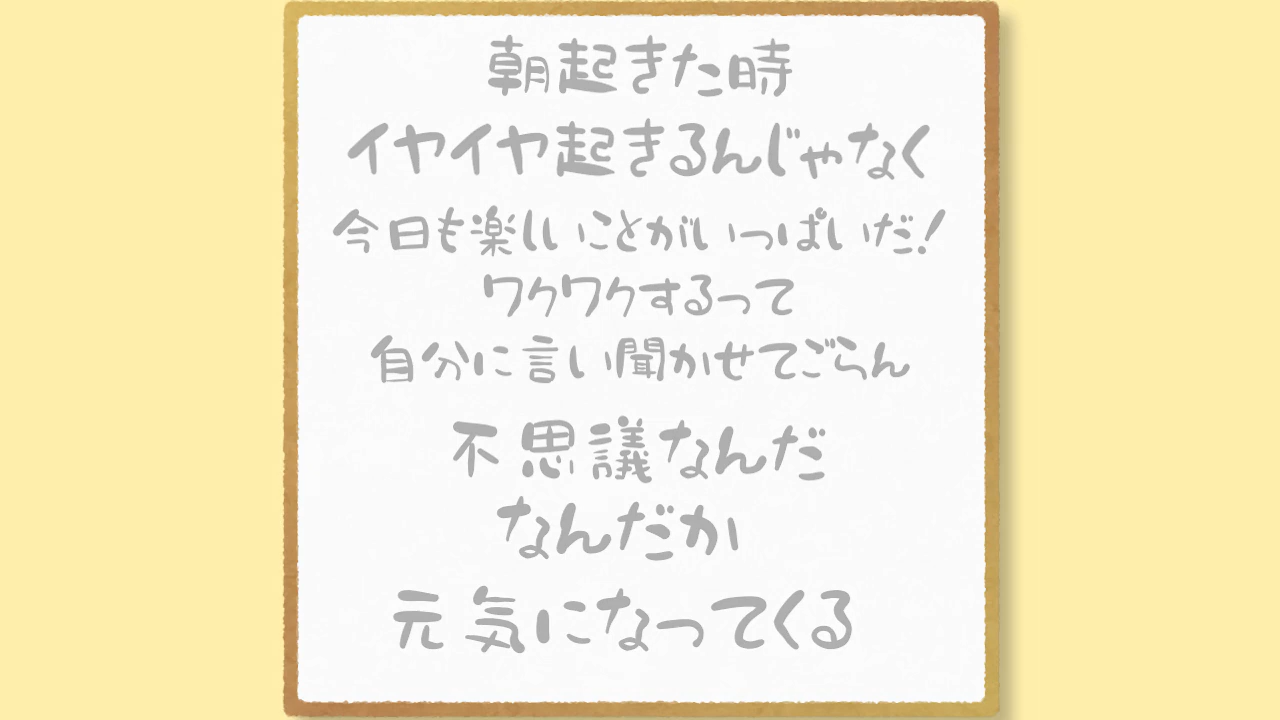 朝起きた時
イヤイヤ起きるんじゃなく
今日も楽しいことがいっぱいだ!
ワクワクするって
自分に言い聞かせてごらん
不思議なんだ
なんだか
元気になってくる